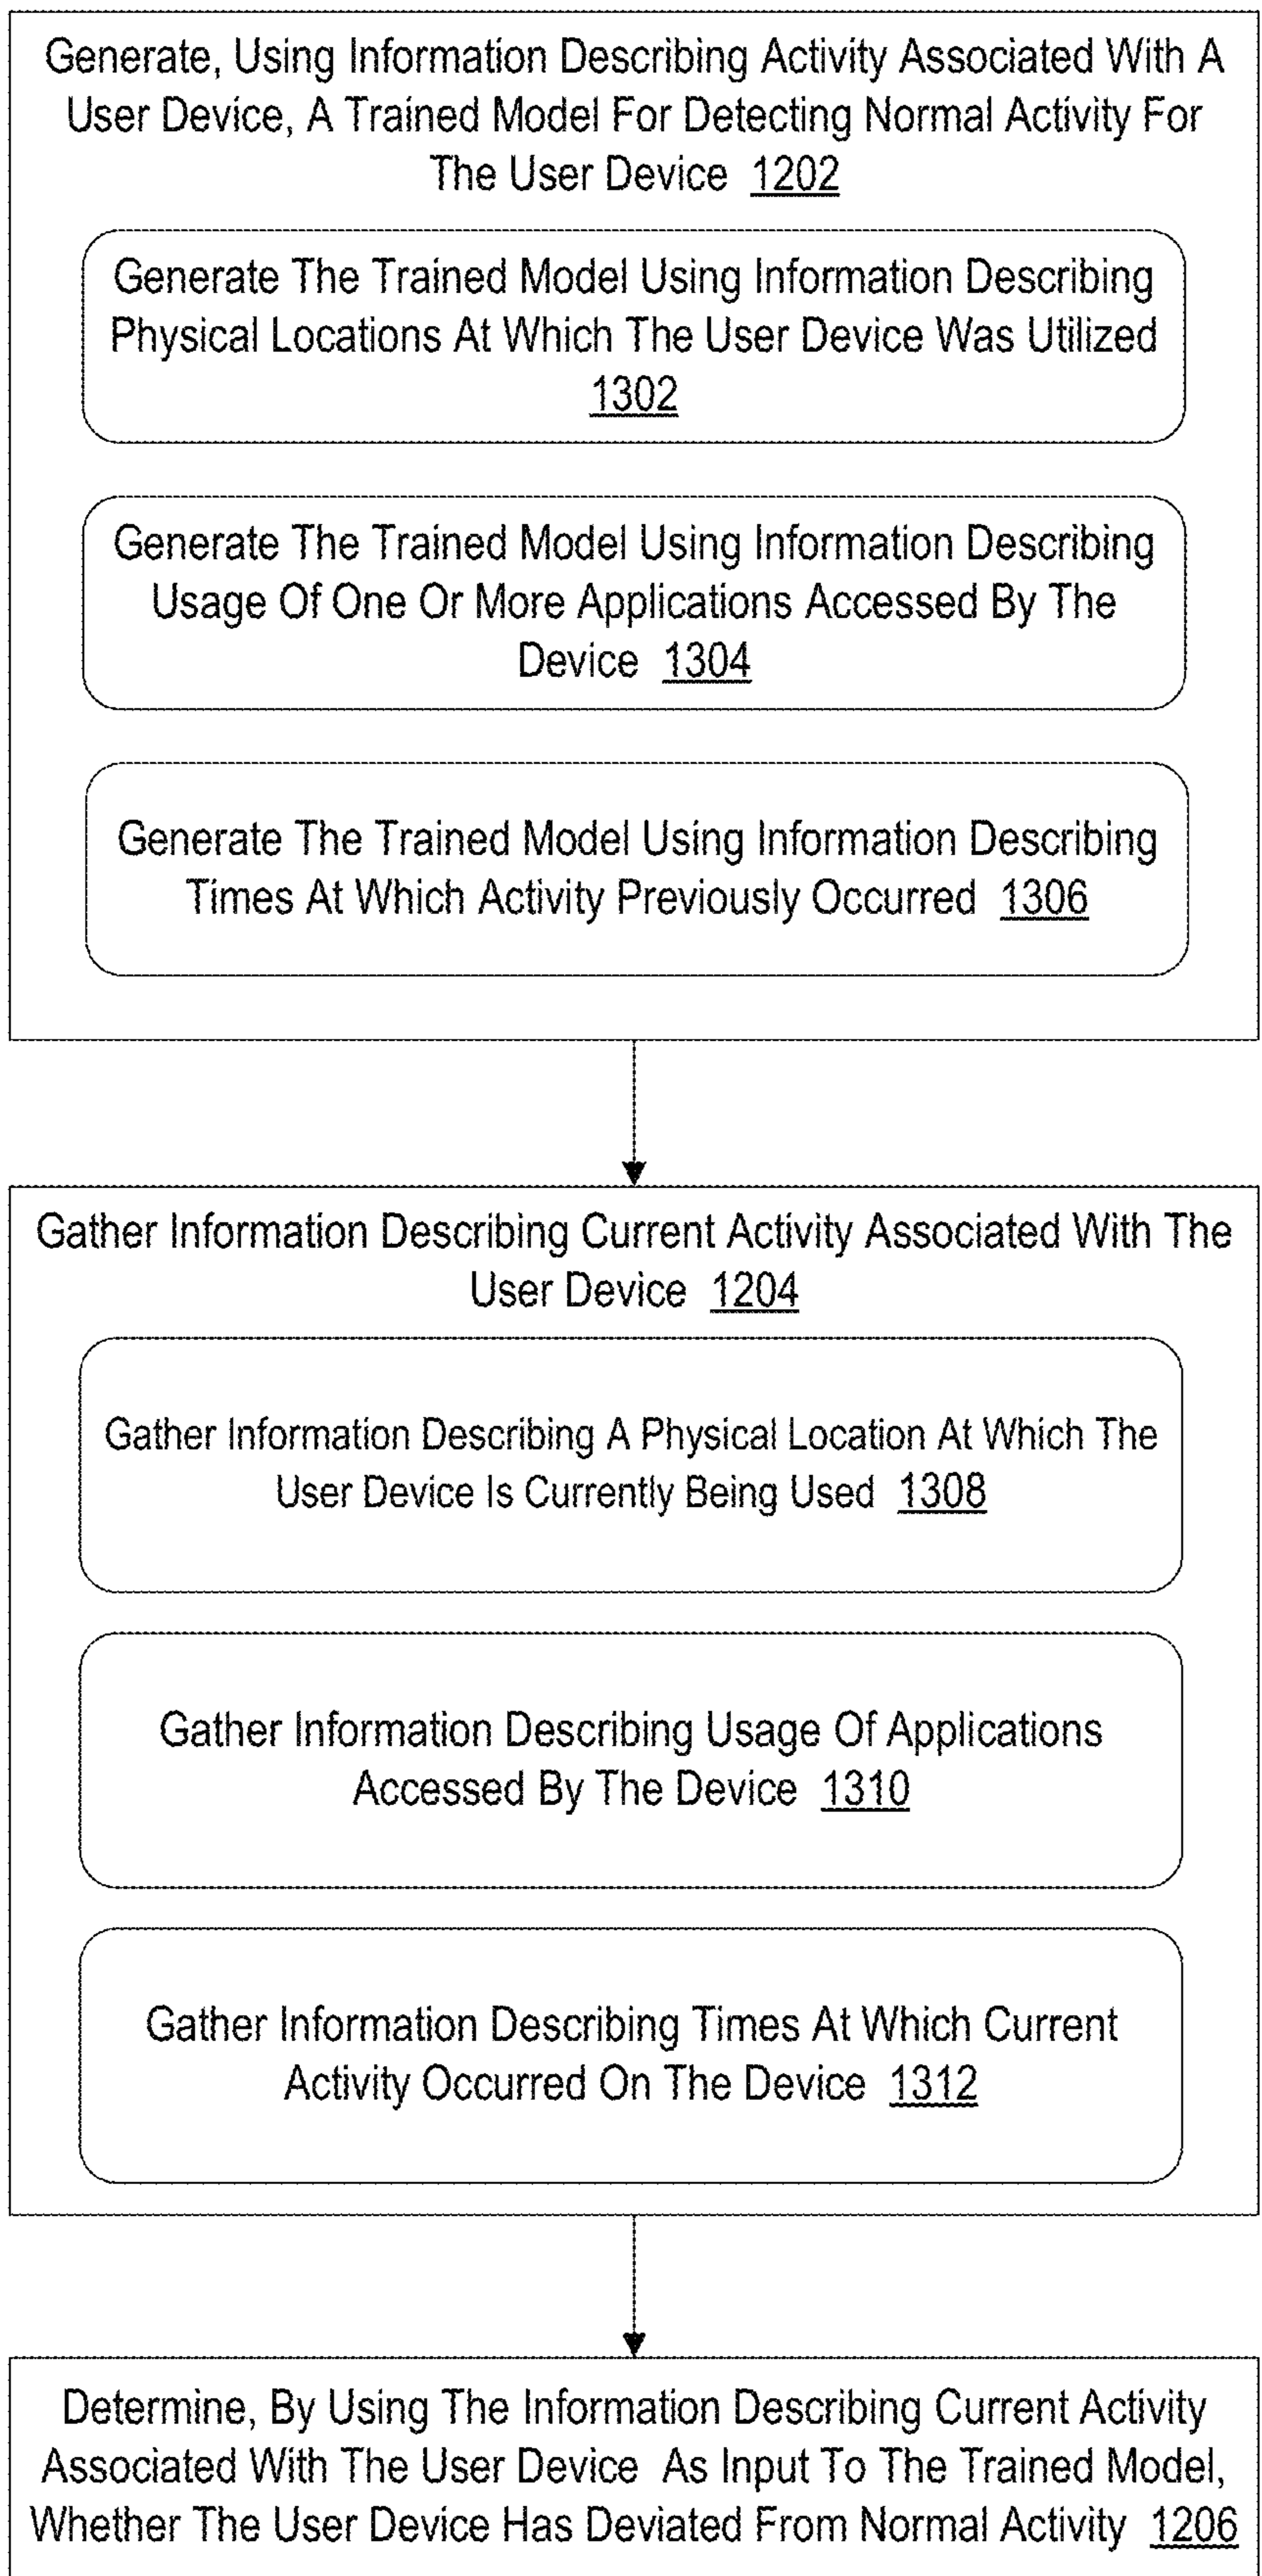 Generate, Using Information Describing Activity Associated With A
User Device, A Trained Model For Detecting Normal Activity For
The User Device 1202
Generate The Trained Model Using Information Describing
Physical Locations At Which The User Device Was Utilized
1302
Generate The Trained Model Using Information Describing
Usage Of One Or More Applications Accessed By The
Device 1304
Generate The Trained Model Using Information Describing
Times At Which Activity Previously Occurred 1306
Gather Information Describing Current Activity Associated With The
User Device 1204
Gather Information Describing A Physical Location At Which The
User Device Is Currently Being Used 1308
Gather Information Describing Usage Of Applications
Accessed By The Device 1310
Gather Information Describing Times At Which Current
Activity Occurred On The Device 1312
Determine, By Using The Information Describing Current Activity
Associated With The User Device As Input To The Trained Model,
Whether The User Device Has Deviated From Normal Activity 1206